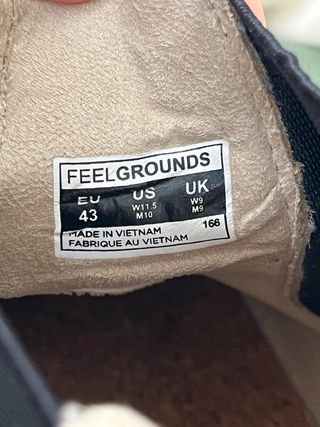 FEELGROUNDS
EU US UK
43 W11.5 M10 W9 M9
MADE IN VIETNAM 166
FABRIQUE AU VIETNAM